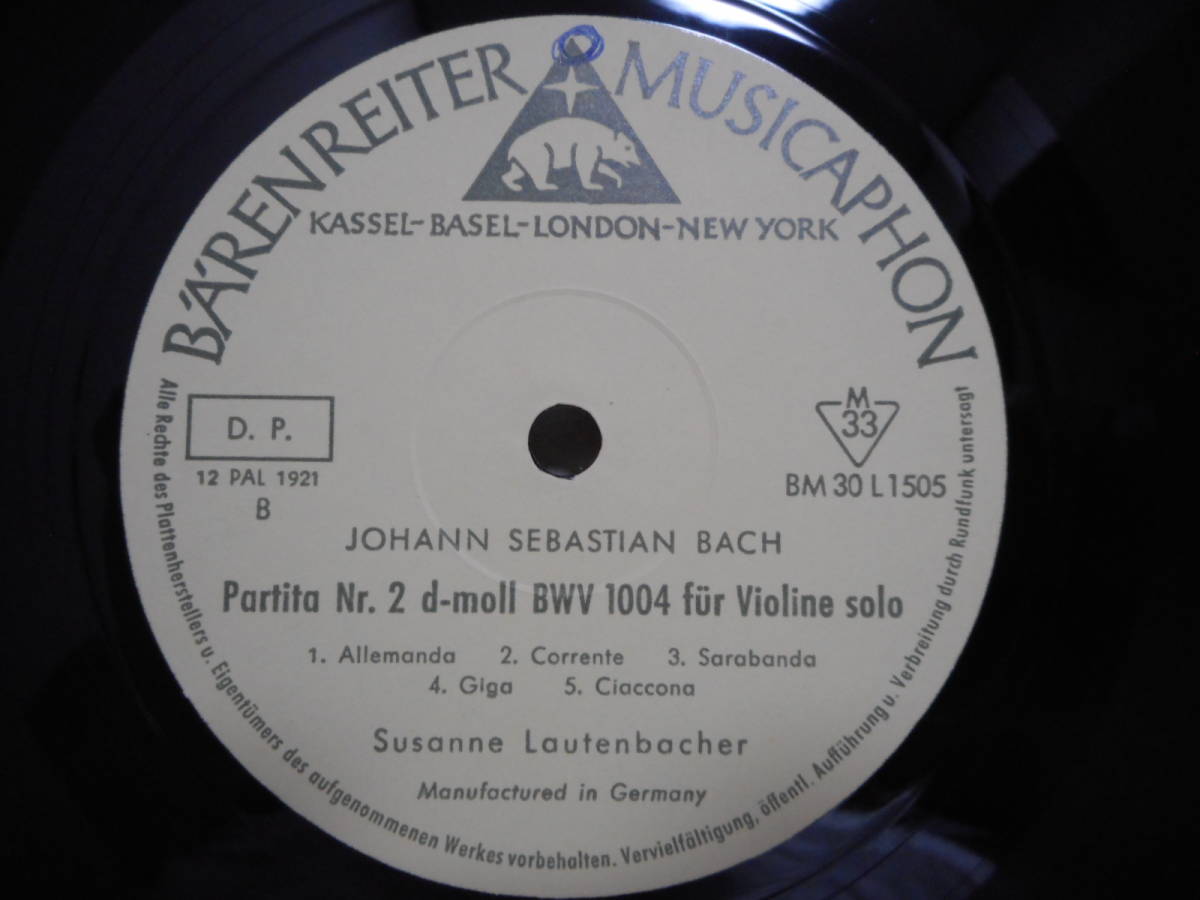 BÄRENREITER MUSICAPHON
KASSEL-BASEL-LONDON-NEW YORK
D. P.
12 PAL 1921
B
M
33
BM 30 L 1505
JOHANN SEBASTIAN BACH
Partita Nr. 2 d-moll BWV 1004 für Violine solo
1. Allemanda 2. Corrente 3. Sarabanda
4. Giga 5. Ciaccona
Susanne Lautenbacher
Manufactured in Germany
Alle Rechte des Plattenherstellers u. Eigentümers des aufgenommenen Werkes vorbehalten. Vervielfältigung, öffentl. Aufführung u. Verbreitung durch Rundfunk untersagt